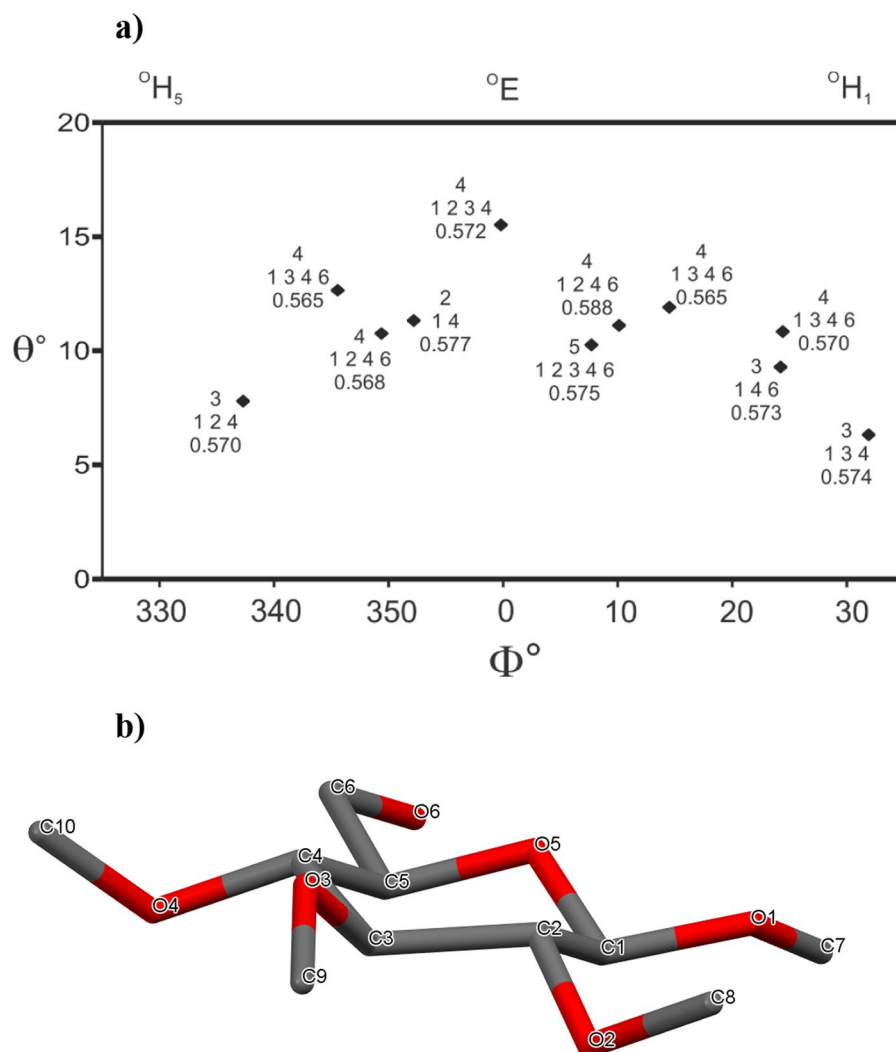 a)
ᴼH₅ ᴼE ᴼH₁
20
15
10
5
0
θ°
4
1 2 3 4
0.572
4
1 3 4 6
0.565
4
1 2 4 6
0.568
2
1 4
0.577
3
1 2 4
0.570
4
1 2 4 6
0.588
4
1 3 4 6
0.565
5
1 2 3 4 6
0.575
4
1 3 4 6
0.570
3
1 4 6
0.573
3
1 3 4
0.574
330 340 350 0 10 20 30
Φ°
b)
C6
O6
C10
O5
C4
O3
C5
O4
O1
C2
C3
C1
C7
C9
C8
O2